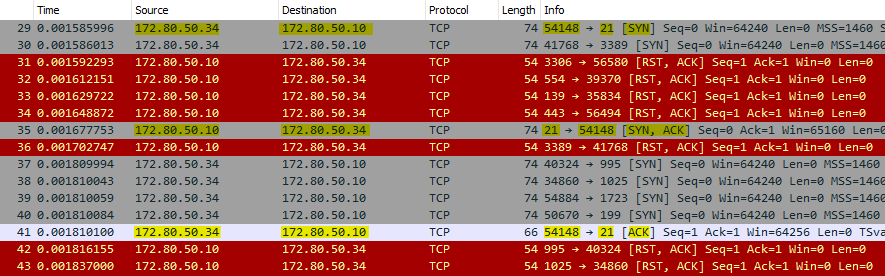 Time Source Destination Protocol Length Info
29 0.001585996 172.80.50.34 172.80.50.10 TCP 74 54148 → 21 [SYN] Seq=0 Win=64240 Len=0 MSS=1460
30 0.001586013 172.80.50.34 172.80.50.10 TCP 74 41768 → 3389 [SYN] Seq=0 Win=64240 Len=0 MSS=1460
31 0.001592293 172.80.50.10 172.80.50.34 TCP 54 3306 → 56580 [RST, ACK] Seq=1 Ack=1 Win=0 Len=0
32 0.001612151 172.80.50.10 172.80.50.34 TCP 54 554 → 39370 [RST, ACK] Seq=1 Ack=1 Win=0 Len=0
33 0.001629722 172.80.50.10 172.80.50.34 TCP 54 139 → 35834 [RST, ACK] Seq=1 Ack=1 Win=0 Len=0
34 0.001648872 172.80.50.10 172.80.50.34 TCP 54 443 → 56494 [RST, ACK] Seq=1 Ack=1 Win=0 Len=0
35 0.001677753 172.80.50.10 172.80.50.34 TCP 74 21 → 54148 [SYN, ACK] Seq=0 Ack=1 Win=65160 Len=0
36 0.001702747 172.80.50.10 172.80.50.34 TCP 54 3389 → 41768 [RST, ACK] Seq=1 Ack=1 Win=0 Len=0
37 0.001809994 172.80.50.34 172.80.50.10 TCP 74 40324 → 995 [SYN] Seq=0 Win=64240 Len=0 MSS=1460
38 0.001810043 172.80.50.34 172.80.50.10 TCP 74 34860 → 1025 [SYN] Seq=0 Win=64240 Len=0 MSS=1460
39 0.001810059 172.80.50.34 172.80.50.10 TCP 74 54884 → 1723 [SYN] Seq=0 Win=64240 Len=0 MSS=1460
40 0.001810084 172.80.50.34 172.80.50.10 TCP 74 50670 → 199 [SYN] Seq=0 Win=64240 Len=0 MSS=1460
41 0.001810100 172.80.50.34 172.80.50.10 TCP 66 54148 → 21 [ACK] Seq=1 Ack=1 Win=64256 Len=0 TSva
42 0.001816155 172.80.50.10 172.80.50.34 TCP 54 995 → 40324 [RST, ACK] Seq=1 Ack=1 Win=0 Len=0
43 0.001837000 172.80.50.10 172.80.50.34 TCP 54 1025 → 34860 [RST, ACK] Seq=1 Ack=1 Win=0 Len=0